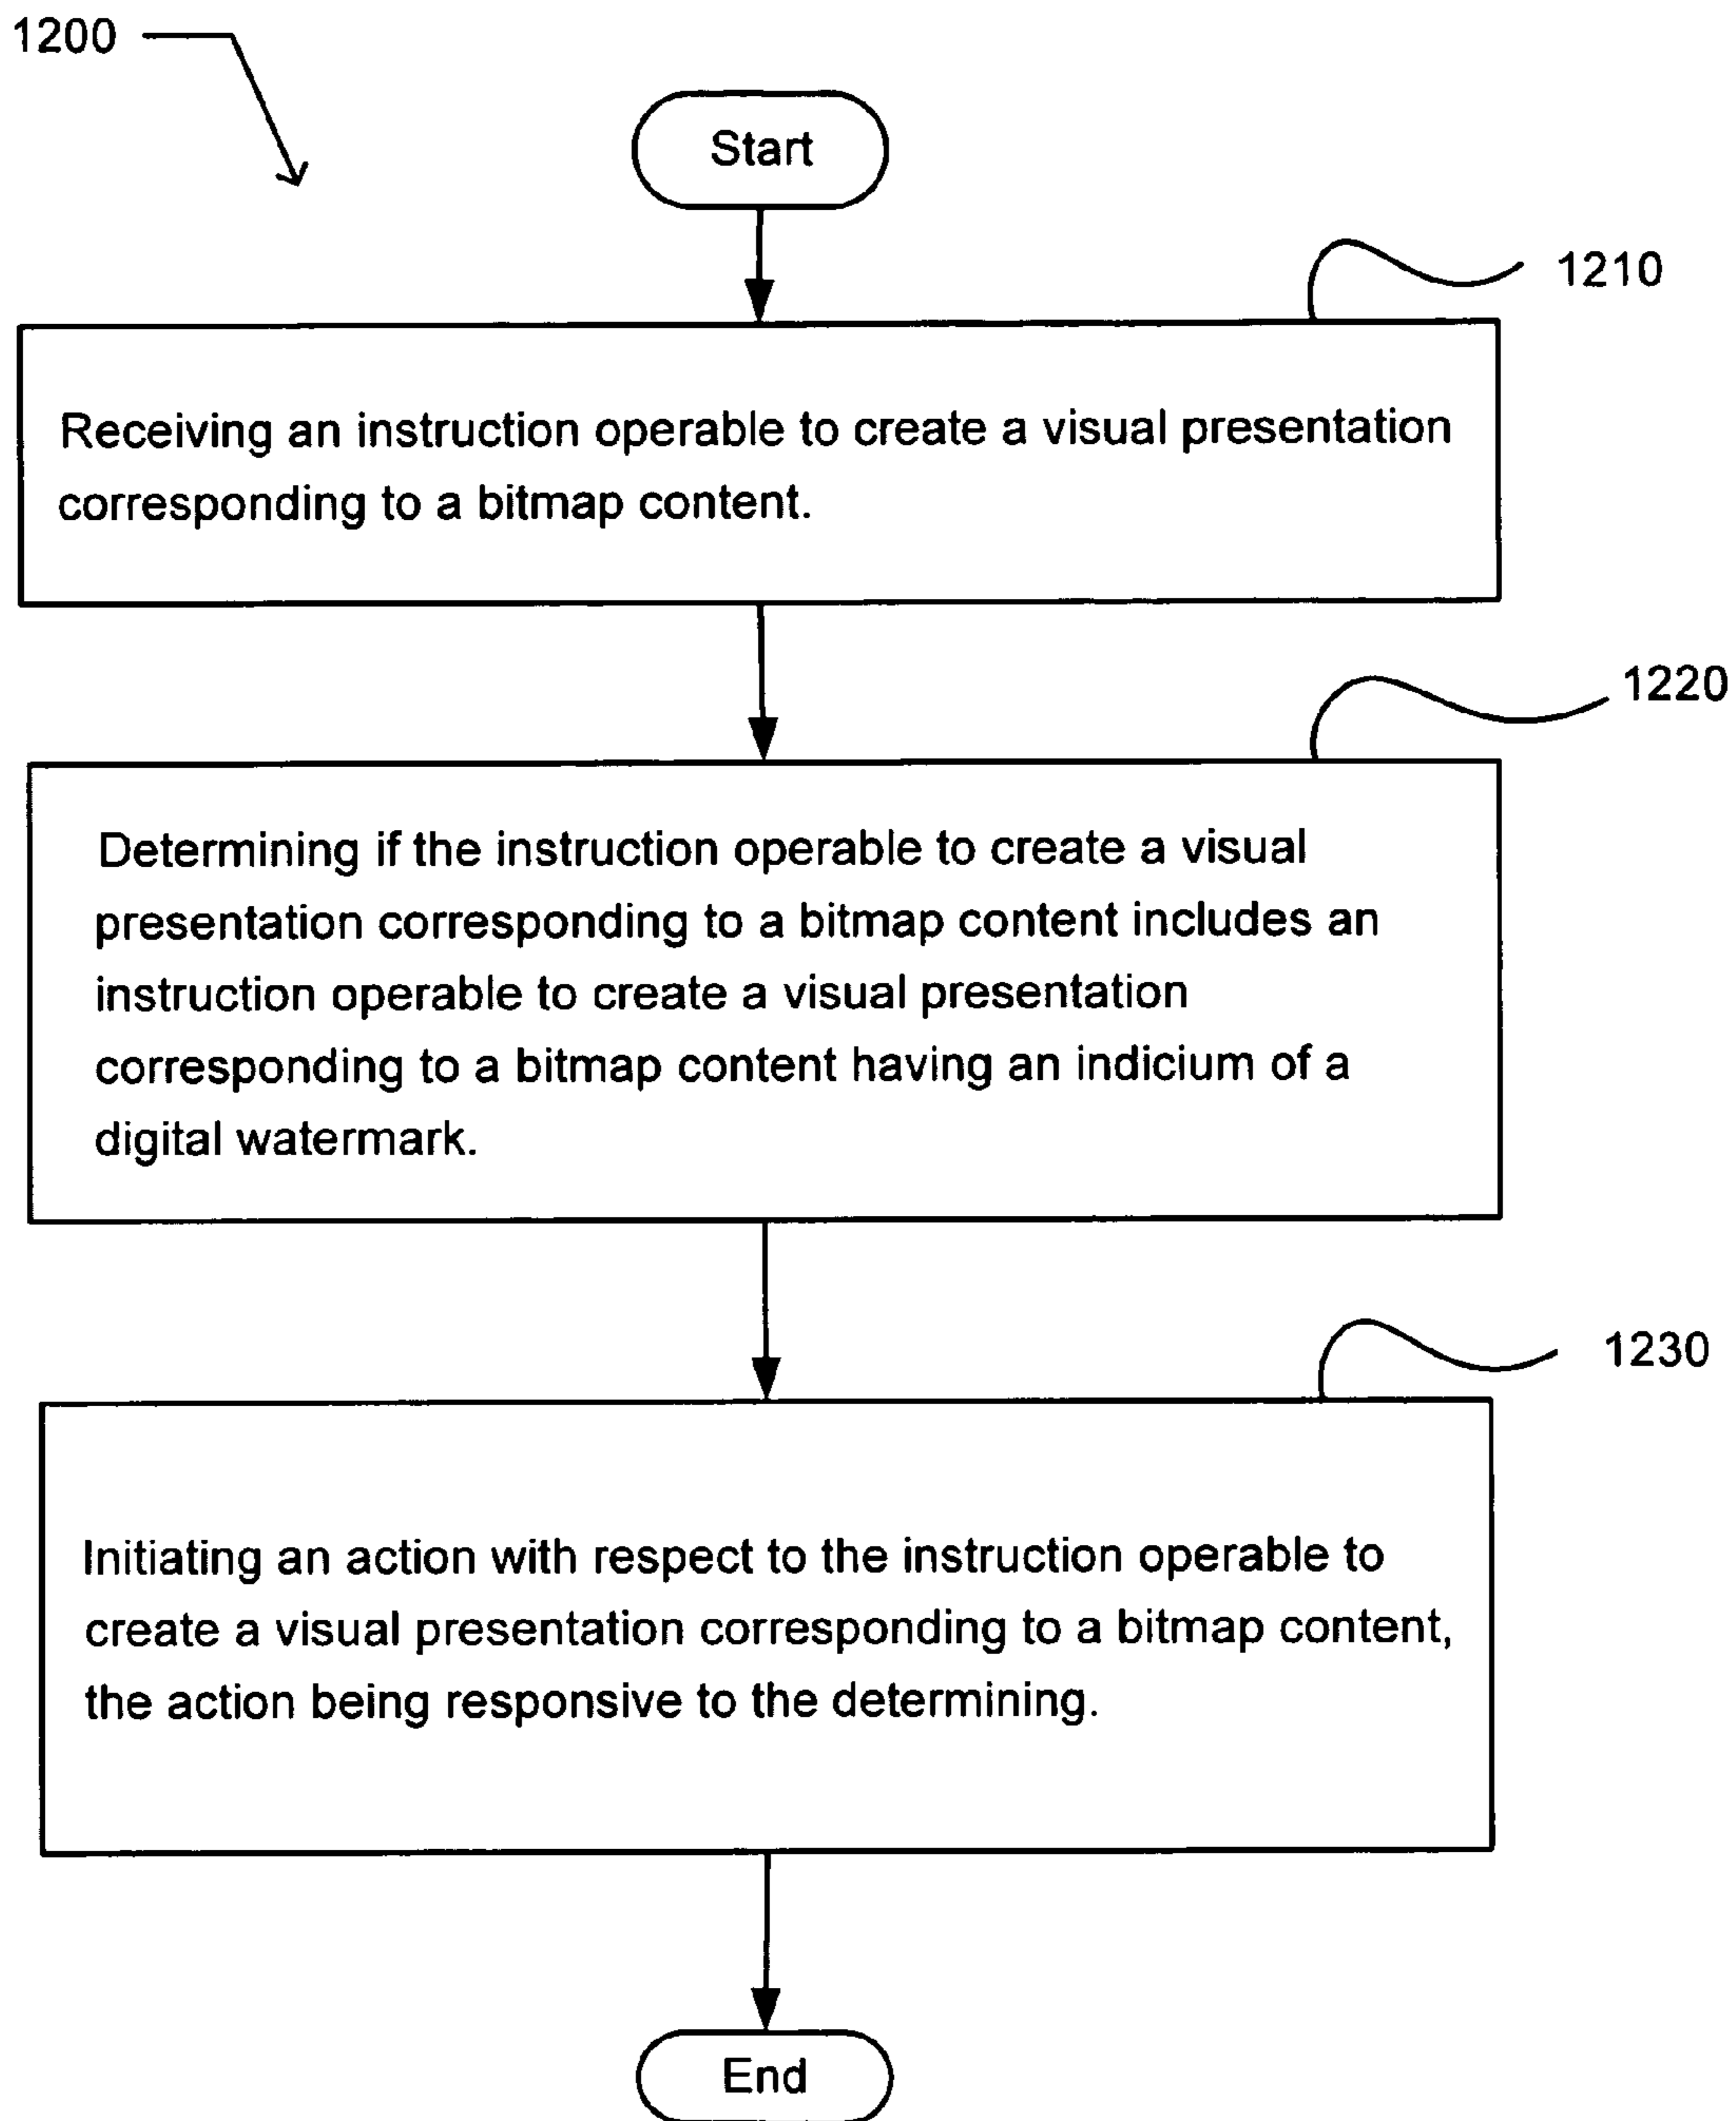 1200
Start
1210
Receiving an instruction operable to create a visual presentation
corresponding to a bitmap content.
1220
Determining if the instruction operable to create a visual
presentation corresponding to a bitmap content includes an
instruction operable to create a visual presentation
corresponding to a bitmap content having an indicium of a
digital watermark.
1230
Initiating an action with respect to the instruction operable to
create a visual presentation corresponding to a bitmap content,
the action being responsive to the determining.
End